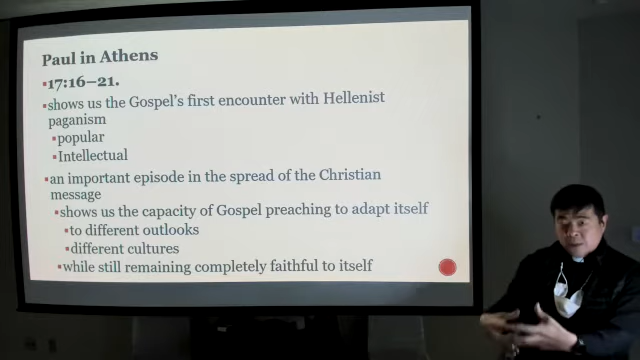 Paul in Athens
▪17:16–21.
▪shows us the Gospel's first encounter with Hellenist
paganism
▪popular
▪Intellectual
▪an important episode in the spread of the Christian
message
▪shows us the capacity of Gospel preaching to adapt itself
▪to different outlooks
▪different cultures
▪while still remaining completely faithful to itself